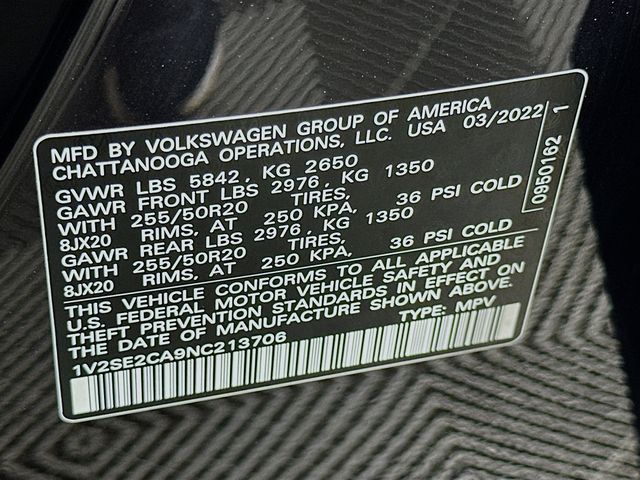 MFD BY VOLKSWAGEN GROUP OF AMERICA
CHATTANOOGA OPERATIONS, LLC. USA 03/2022
GVWR LBS 5842, KG 2650
GAWR FRONT LBS 2976, KG 1350
WITH 255/50R20 TIRES,
8JX20 RIMS, AT 250 KPA, 36 PSI COLD
GAWR REAR LBS 2976, KG 1350
WITH 255/50R20 TIRES,
8JX20 RIMS, AT 250 KPA, 36 PSI COLD
THIS VEHICLE CONFORMS TO ALL APPLICABLE
U.S. FEDERAL MOTOR VEHICLE SAFETY AND
THEFT PREVENTION STANDARDS IN EFFECT ON
THE DATE OF MANUFACTURE SHOWN ABOVE.
1V2SE2CA9NC213706 TYPE: MPV
0950162 1